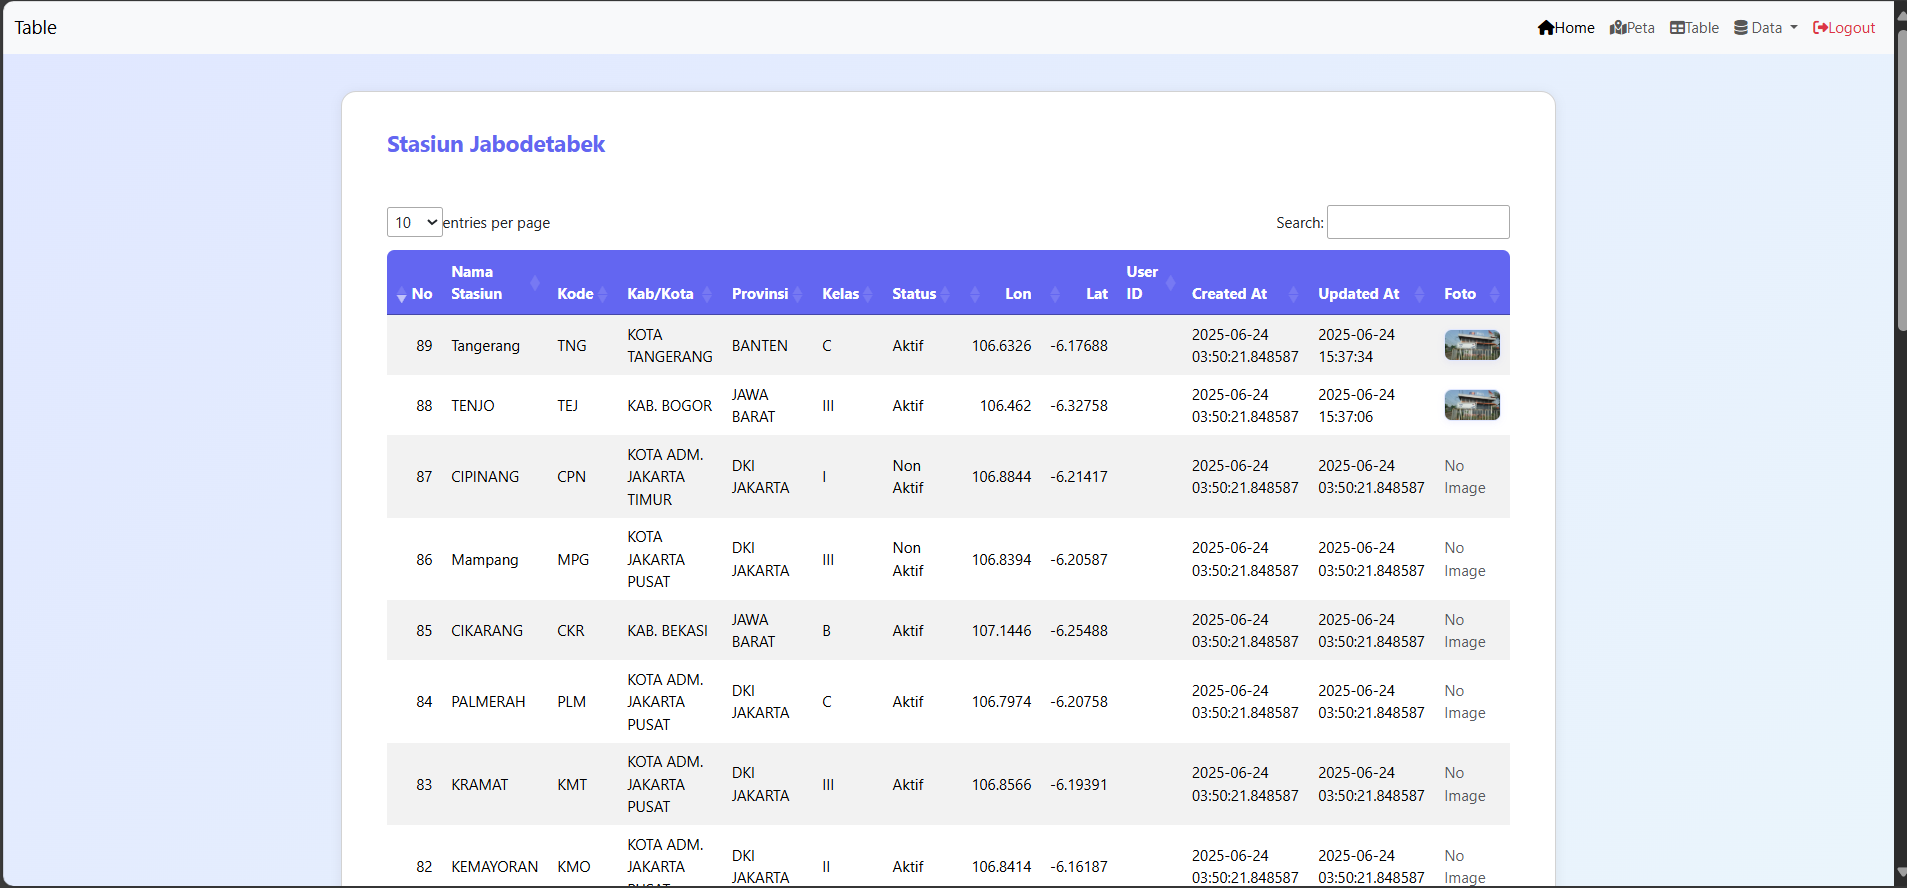 Table
Home Peta Table Data Logout
Stasiun Jabodetabek
10 entries per page
Search:
No Nama Stasiun Kode Kab/Kota Provinsi Kelas Status Lon Lat User ID Created At Updated At Foto
89 Tangerang TNG KOTA TANGERANG BANTEN C Aktif 106.6326 -6.17688 2025-06-24 03:50:21.848587 2025-06-24 15:37:34
88 TENJO TEJ KAB. BOGOR JAWA BARAT III Aktif 106.462 -6.32758 2025-06-24 03:50:21.848587 2025-06-24 15:37:06
87 CIPINANG CPN KOTA ADM. JAKARTA TIMUR DKI JAKARTA I Non Aktif 106.8844 -6.21417 2025-06-24 03:50:21.848587 2025-06-24 03:50:21.848587 No Image
86 Mampang MPG KOTA JAKARTA PUSAT DKI JAKARTA III Non Aktif 106.8394 -6.20587 2025-06-24 03:50:21.848587 2025-06-24 03:50:21.848587 No Image
85 CIKARANG CKR KAB. BEKASI JAWA BARAT B Aktif 107.1446 -6.25488 2025-06-24 03:50:21.848587 2025-06-24 03:50:21.848587 No Image
84 PALMERAH PLM KOTA ADM. JAKARTA PUSAT DKI JAKARTA C Aktif 106.7974 -6.20758 2025-06-24 03:50:21.848587 2025-06-24 03:50:21.848587 No Image
83 KRAMAT KMT KOTA ADM. JAKARTA PUSAT DKI JAKARTA III Aktif 106.8566 -6.19391 2025-06-24 03:50:21.848587 2025-06-24 03:50:21.848587 No Image
82 KEMAYORAN KMO KOTA ADM. JAKARTA PUSAT DKI JAKARTA II Aktif 106.8414 -6.16187 2025-06-24 03:50:21.848587 2025-06-24 03:50:21.848587 No Image